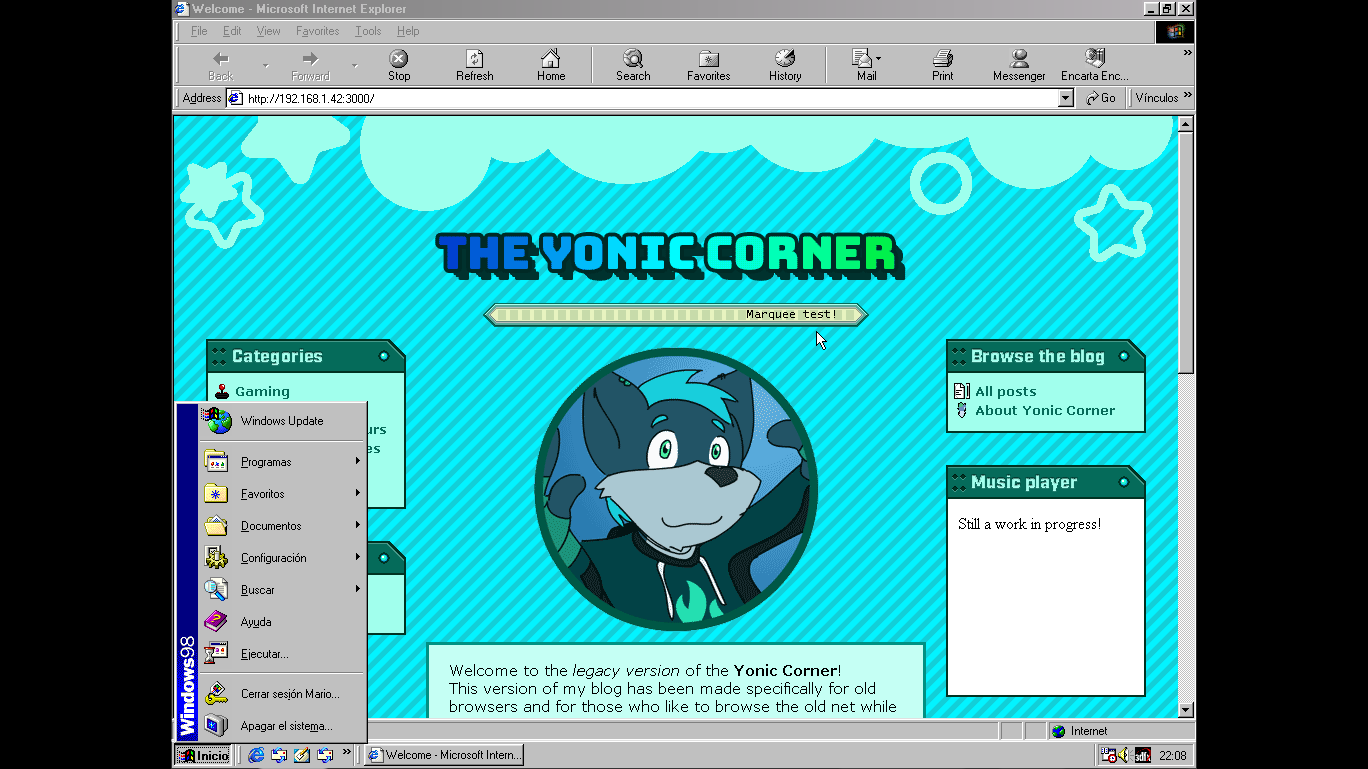 Welcome - Microsoft Internet Explorer
File Edit View Favorites Tools Help
Back Forward Stop Refresh Home Search Favorites History Mail Print Messenger Encarta Enc...
Address http://192.168.1.42:3000/ Go Vínculos
THE YONIC CORNER
Marquee test!
Categories
Gaming
urs
es
Windows Update
Programas
Favoritos
Documentos
Configuración
Buscar
Ayuda
Ejecutar...
Cerrar sesión Mario...
Apagar el sistema...
Windows98
Welcome to the legacy version of the Yonic Corner!
This version of my blog has been made specifically for old
browsers and for those who like to browse the old net while
Browse the blog
All posts
About Yonic Corner
Music player
Still a work in progress!
Internet
Inicio
Welcome - Microsoft Intern...
3dfx
22:08